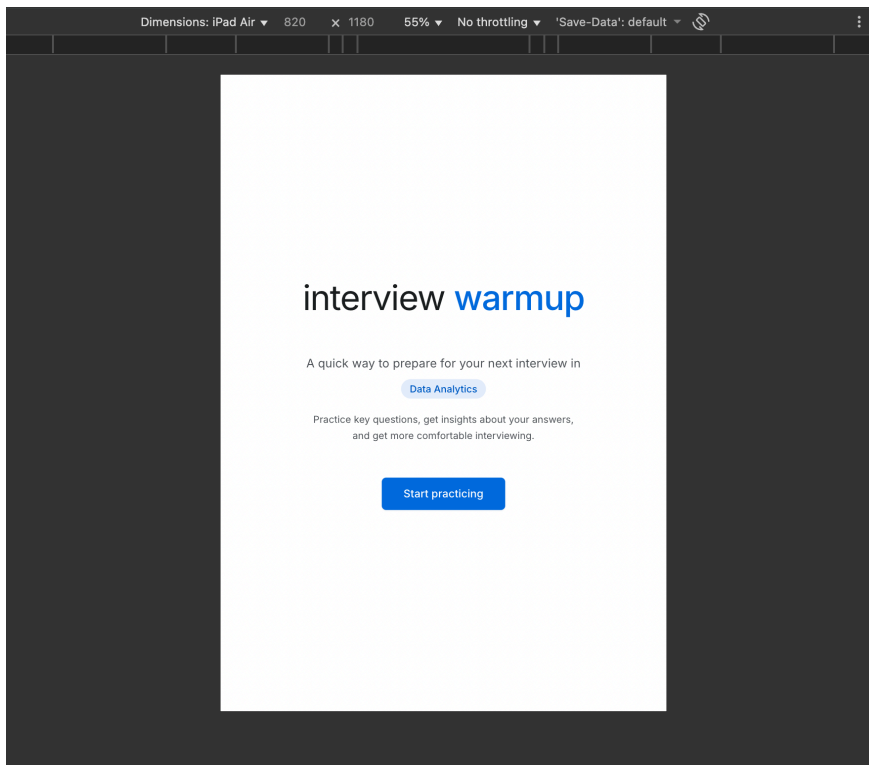 Dimensions: iPad Air ▼ 820 × 1180 55% ▼ No throttling ▼ 'Save-Data': default ▼
interview warmup
A quick way to prepare for your next interview in
Data Analytics
Practice key questions, get insights about your answers,
and get more comfortable interviewing.
Start practicing